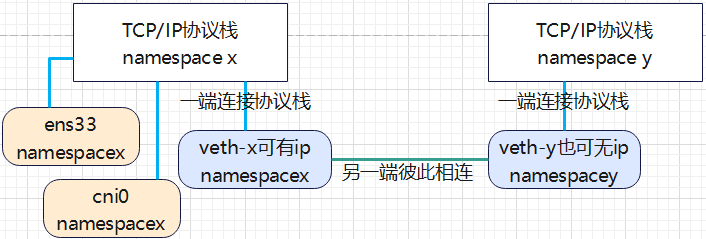 TCP/IP协议栈
namespace x
TCP/IP协议栈
namespace y
一端连接协议栈
一端连接协议栈
ens33
namespacex
veth-x可有ip
namespacex
另一端彼此相连
veth-y也可无ip
namespacey
cni0
namespacex